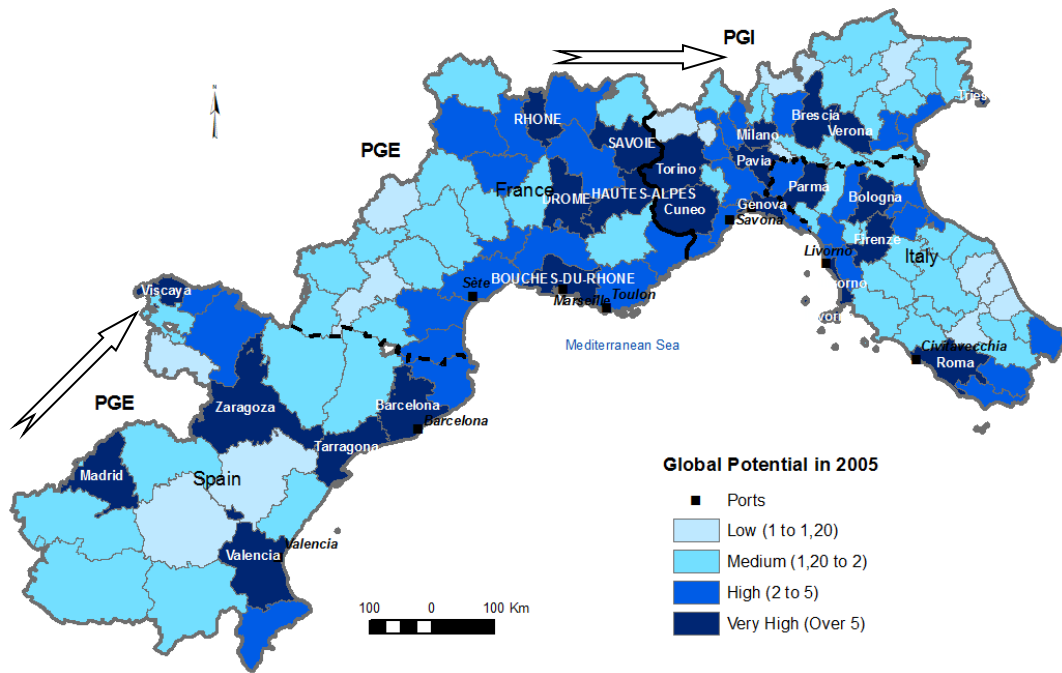 PGI
Tries
RHONE
Brescia
Milano
Verona
SAVOIE
PGE
Pavia
Torino
France
Parma
DROME
HAUTES-ALPES
Bologna
Cuneo
Genova
Savona
Firenze
Livorno
Italy
BOUCHES-DU-RHONE
Sète
orno
Viscaya
Marseille
Toulon
vorn
Mediterranean Sea
Civitavecchia
Roma
PGE
Zaragoza
Barcelona
Barcelona
Tarragona
Global Potential in 2005
Madrid
Spain
Ports
Low (1 to 1,20)
Valencia
Valencia
Medium (1,20 to 2)
High (2 to 5)
100 0 100 Km
Very High (Over 5)